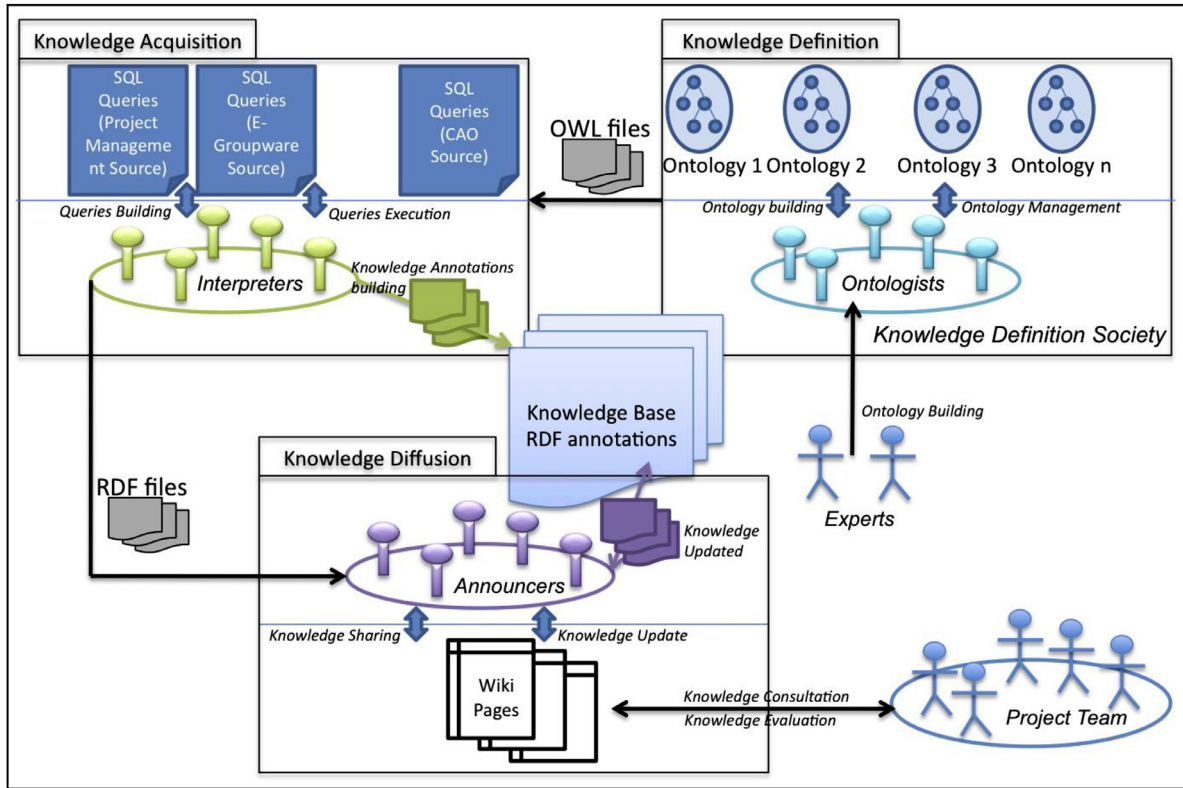 Knowledge Acquisition
SQL
Queries
(Project
Manageme
nt Source)
SQL
Queries
(E-
Groupware
Source)
SQL
Queries
(CAO
Source)
Queries Building
Queries Execution
Interpreters
Knowledge Annotations
building
OWL files
Knowledge Definition
Ontology 1
Ontology 2
Ontology 3
Ontology n
Ontology building
Ontology Management
Ontologists
Knowledge Definition Society
Knowledge Base
RDF annotations
Ontology Building
Experts
RDF files
Knowledge Diffusion
Knowledge
Updated
Announcers
Knowledge Sharing
Knowledge Update
Wiki
Pages
Knowledge Consultation
Knowledge Evaluation
Project Team